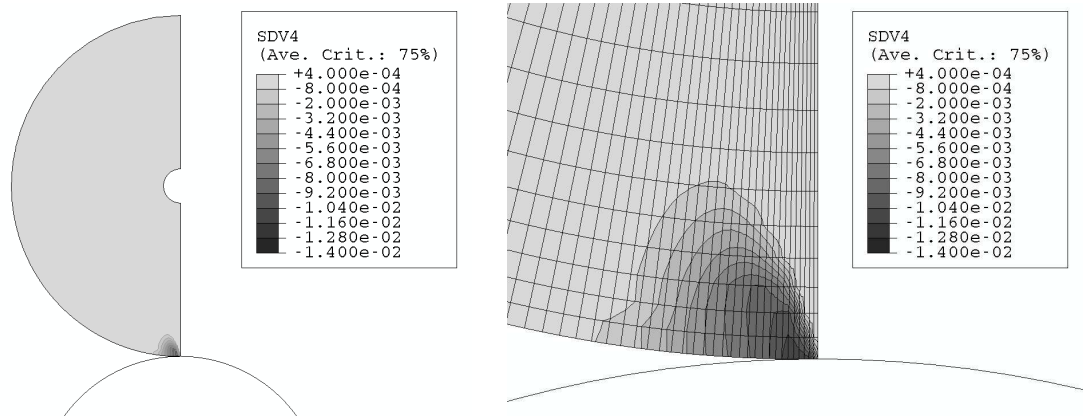 SDV4
(Ave. Crit.: 75%)
+4.000e-04
-8.000e-04
-2.000e-03
-3.200e-03
-4.400e-03
-5.600e-03
-6.800e-03
-8.000e-03
-9.200e-03
-1.040e-02
-1.160e-02
-1.280e-02
-1.400e-02
SDV4
(Ave. Crit.: 75%)
+4.000e-04
-8.000e-04
-2.000e-03
-3.200e-03
-4.400e-03
-5.600e-03
-6.800e-03
-8.000e-03
-9.200e-03
-1.040e-02
-1.160e-02
-1.280e-02
-1.400e-02